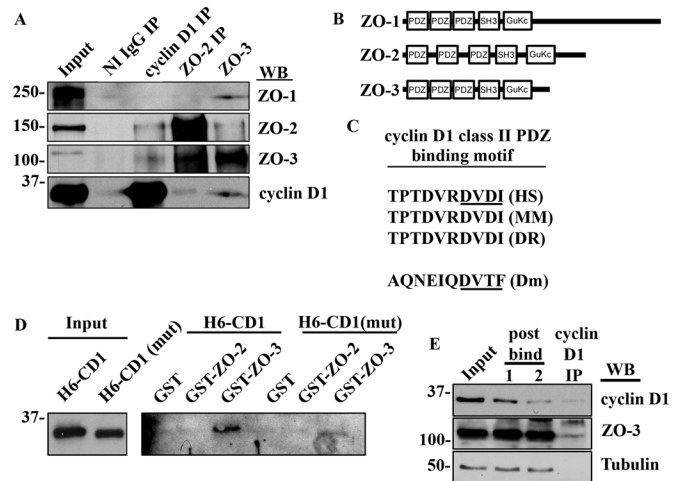 A
Input
NI IgG IP
cyclin D1 IP
ZO-2 IP
ZO-3
WB
250-
ZO-1
150-
ZO-2
100-
ZO-3
37-
cyclin D1
B
ZO-1 PDZ PDZ PDZ SH3 GuKc
ZO-2 PDZ PDZ PDZ SH3 GuKc
ZO-3 PDZ PDZ PDZ SH3 GuKc
C
cyclin D1 class II PDZ
binding motif
TPTDVRDVDI (HS)
TPTDVRDVDI (MM)
TPTDVRDVDI (DR)
AQNEIQDVTF (Dm)
D
Input
H6-CD1
H6-CD1(mut)
H6-CD1
H6-CD1 (mut)
GST
GST-ZO-2
GST-ZO-3
GST
GST-ZO-2
GST-ZO-3
37-
E
Input
post
bind
1 2
cyclin
D1
IP
WB
37-
cyclin D1
100-
ZO-3
50-
Tubulin